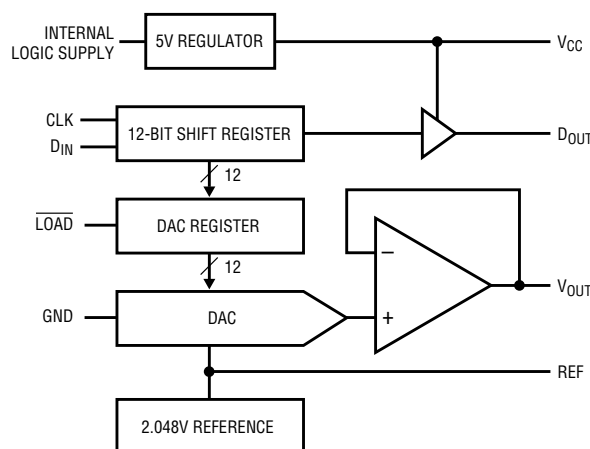 INTERNAL
LOGIC SUPPLY
5V REGULATOR
VCC
CLK
DIN
12-BIT SHIFT REGISTER
DOUT
12
LOAD
DAC REGISTER
12
GND
DAC
−
+
VOUT
REF
2.048V REFERENCE